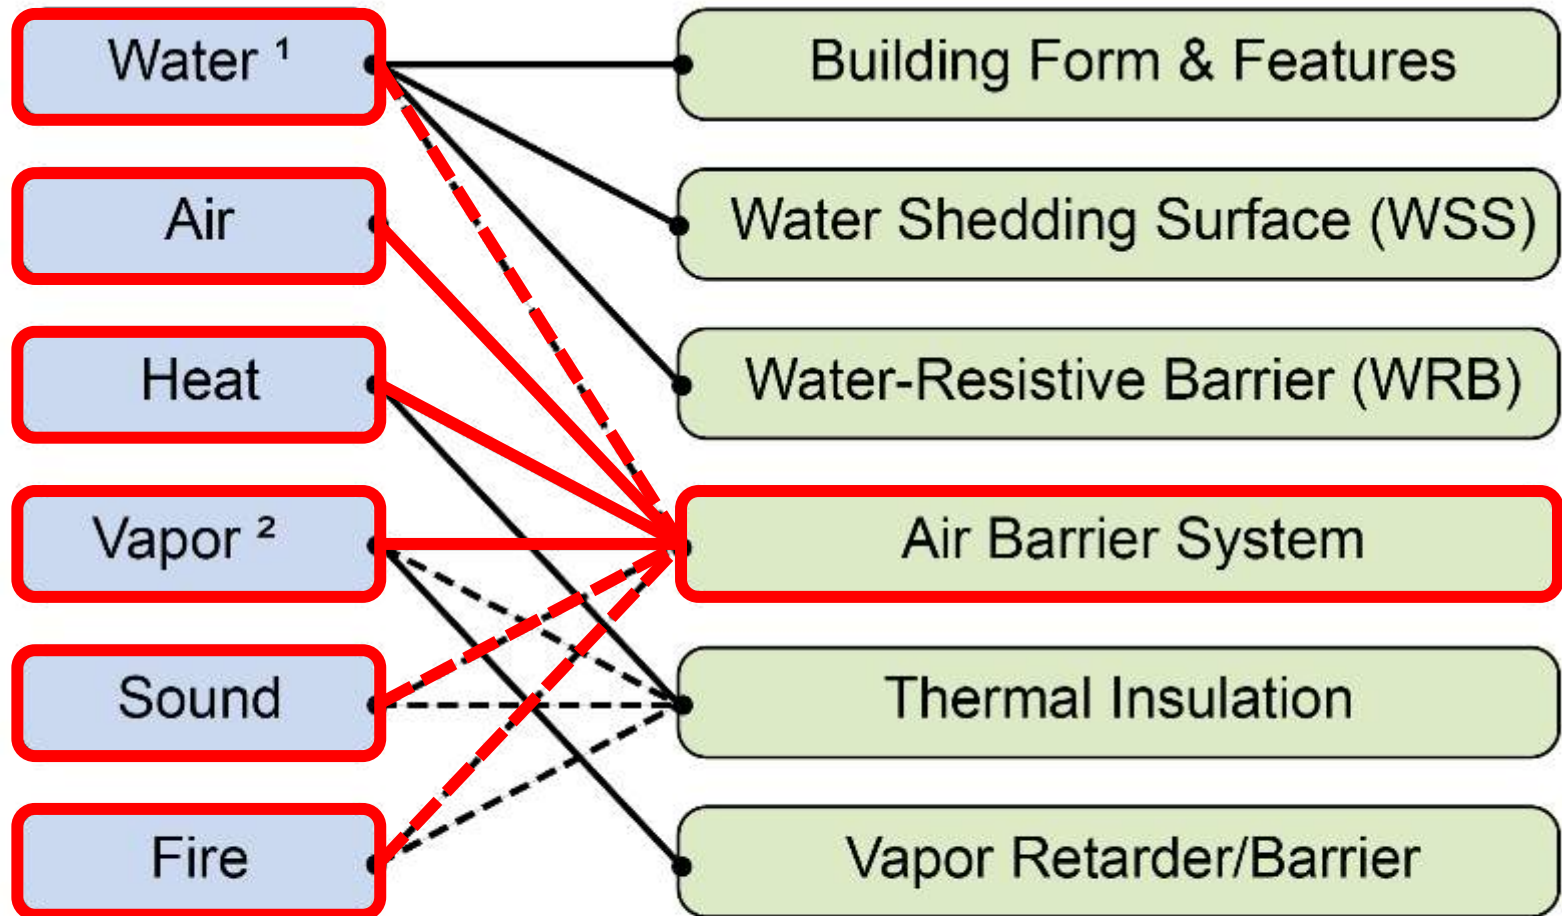 Water ¹
Building Form & Features
Air
Water Shedding Surface (WSS)
Heat
Water-Resistive Barrier (WRB)
Vapor ²
Air Barrier System
Sound
Thermal Insulation
Fire
Vapor Retarder/Barrier